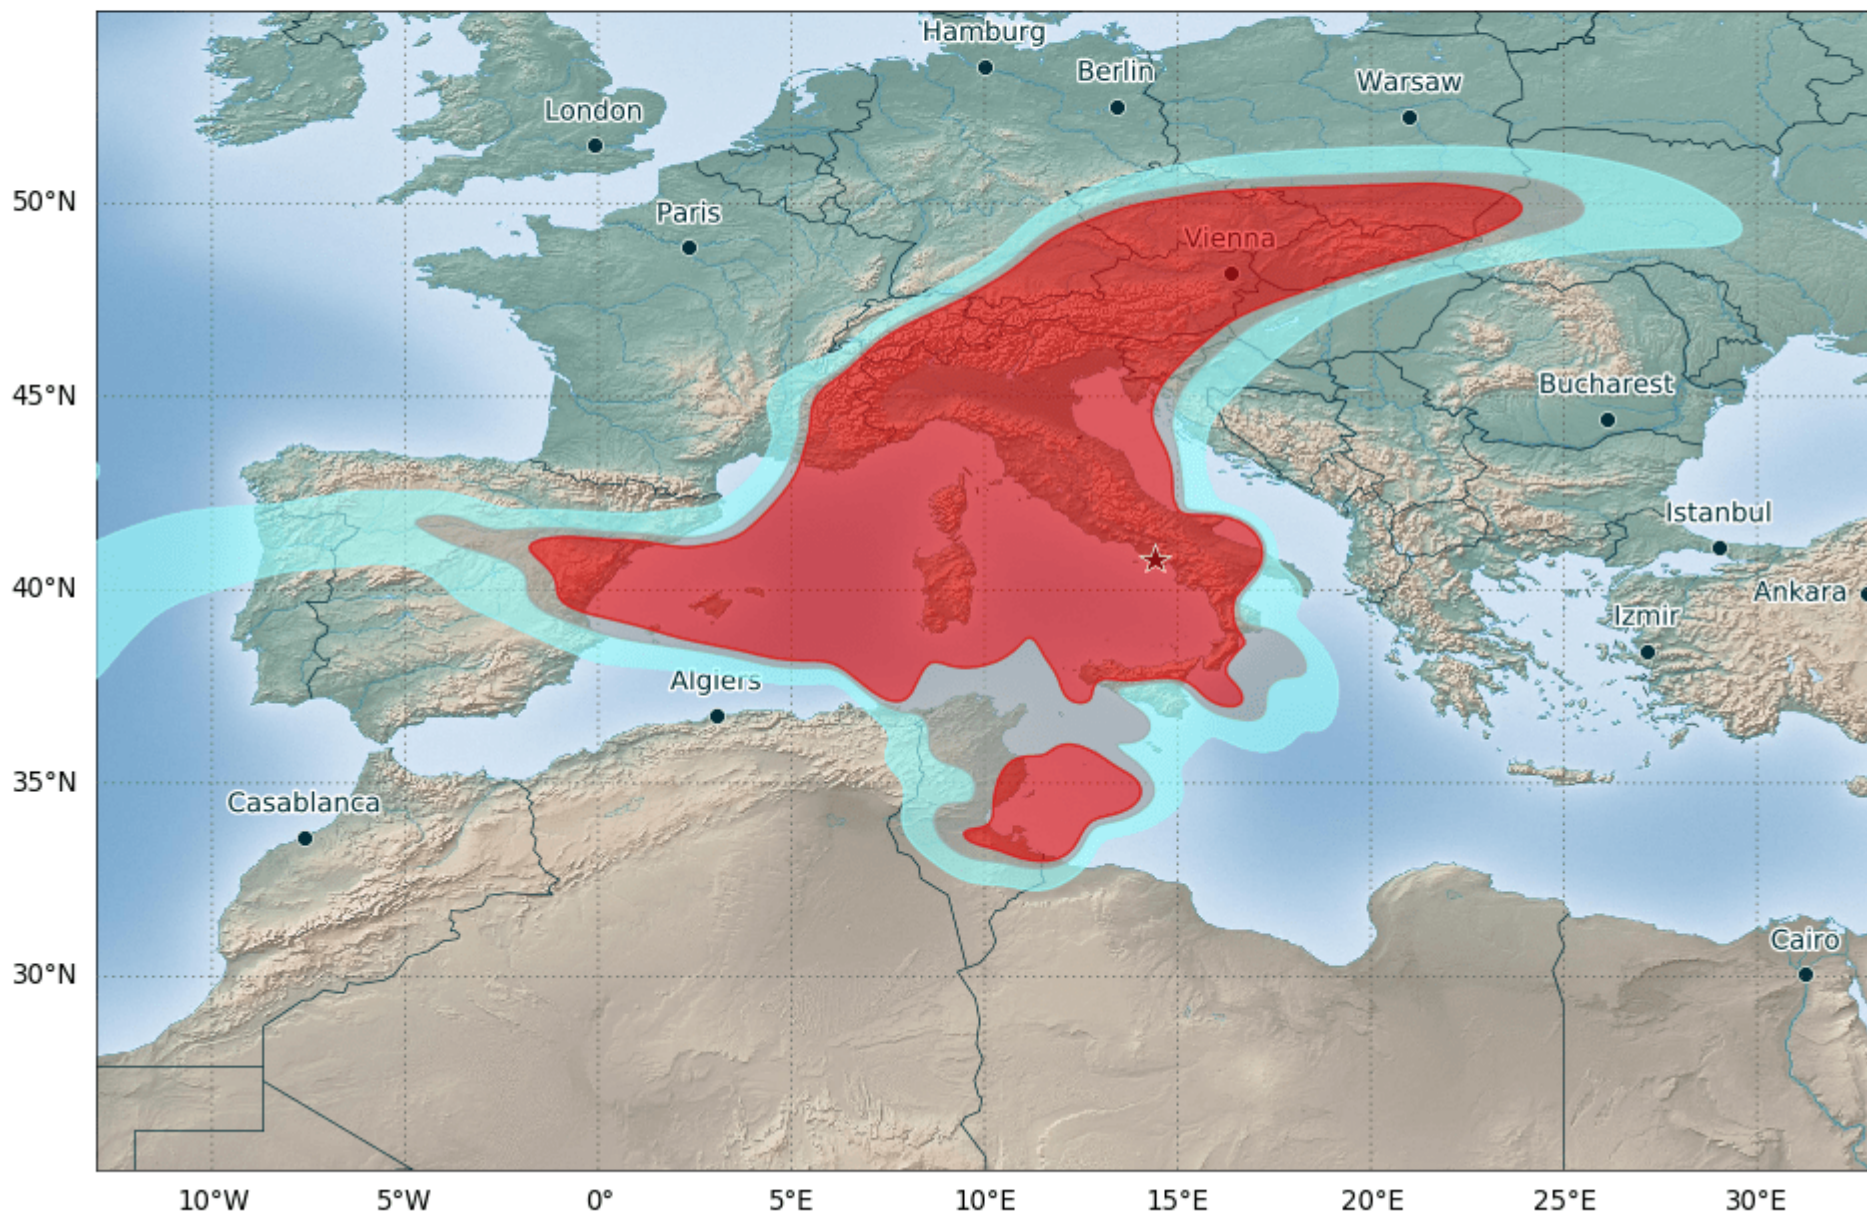 Hamburg
Berlin
Warsaw
London
50°N
Paris
Vienna
45°N
Bucharest
Istanbul
40°N
Ankara
Izmir
Algiers
35°N
Casablanca
Cairo
30°N
10°W 5°W 0° 5°E 10°E 15°E 20°E 25°E 30°E